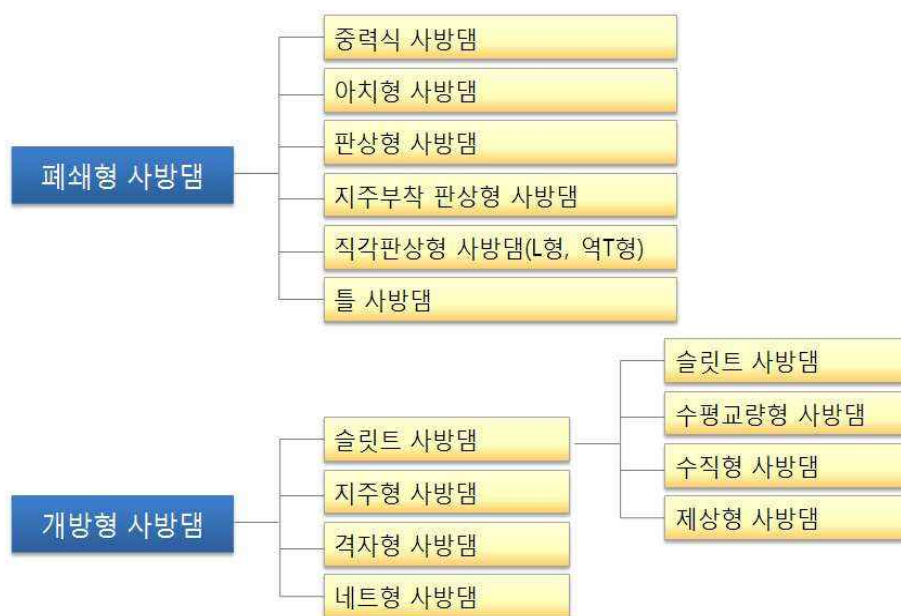 폐쇄형 사방댐
중력식 사방댐
아치형 사방댐
판상형 사방댐
지주부착 판상형 사방댐
직각판상형 사방댐(L형, 역T형)
틀 사방댐
개방형 사방댐
슬릿트 사방댐
지주형 사방댐
격자형 사방댐
네트형 사방댐
슬릿트 사방댐
수평교량형 사방댐
수직형 사방댐
제상형 사방댐